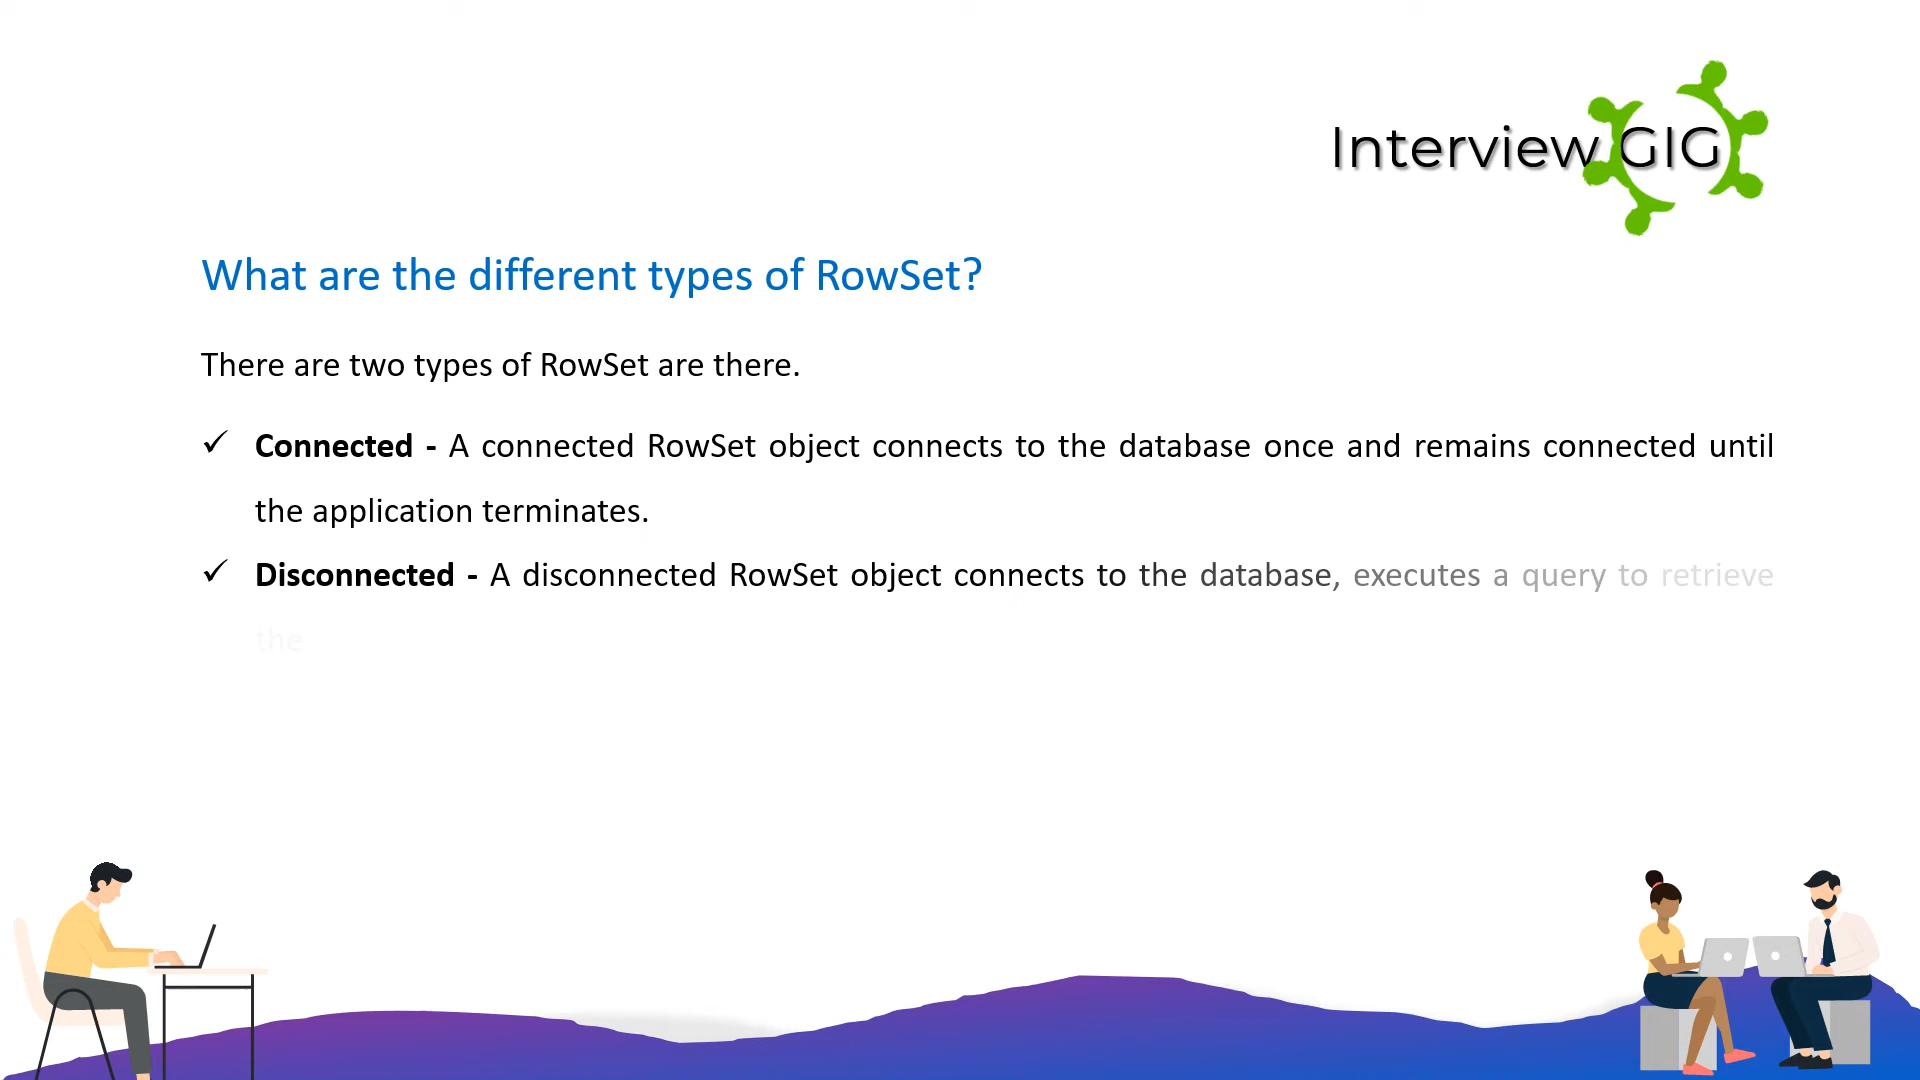 Interview GIG
What are the different types of RowSet?
There are two types of RowSet are there.
✓ Connected - A connected RowSet object connects to the database once and remains connected until
the application terminates.
✓ Disconnected - A disconnected RowSet object connects to the database, executes a query to retrieve
the